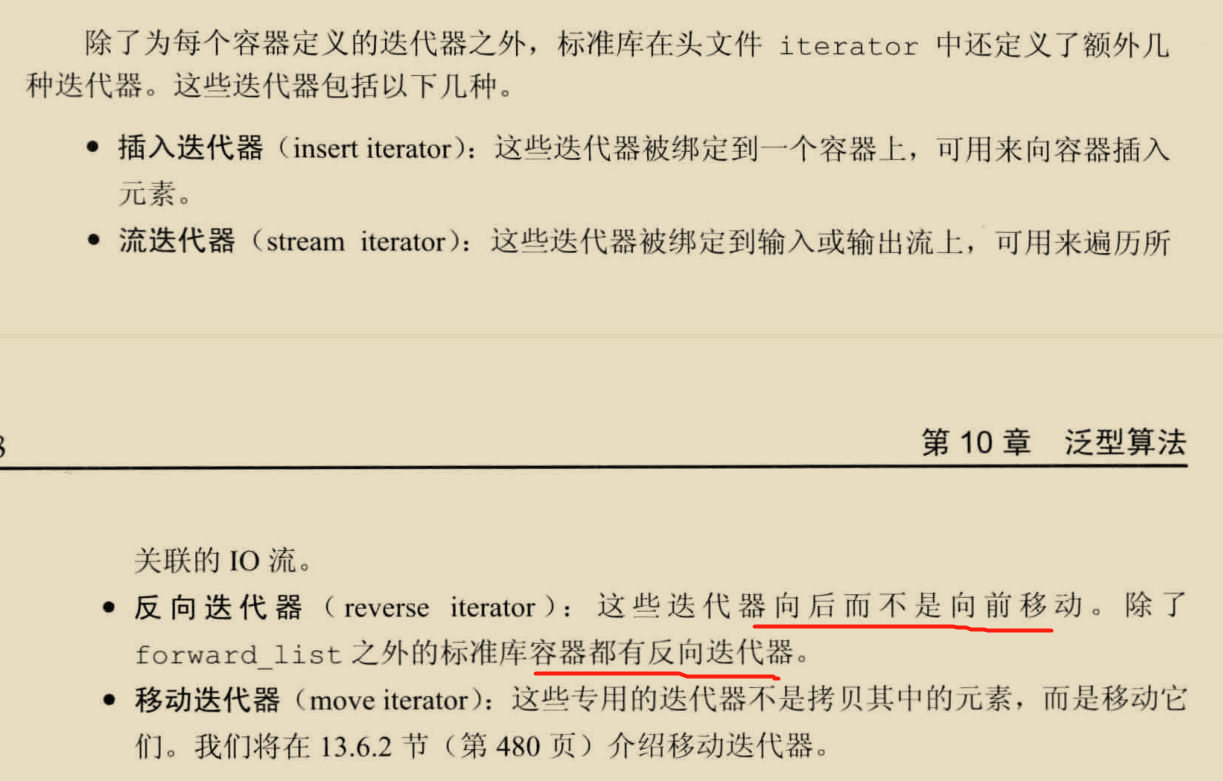 除了为每个容器定义的迭代器之外，标准库在头文件 iterator 中还定义了额外几
种迭代器。这些迭代器包括以下几种。
• 插入迭代器（insert iterator）：这些迭代器被绑定到一个容器上，可用来向容器插入
元素。
• 流迭代器（stream iterator）：这些迭代器被绑定到输入或输出流上，可用来遍历所
第 10 章 泛型算法
关联的 IO 流。
• 反向迭代器（reverse iterator）：这些迭代器向后而不是向前移动。除了
forward_list 之外的标准库容器都有反向迭代器。
• 移动迭代器（move iterator）：这些专用的迭代器不是拷贝其中的元素，而是移动它
们。我们将在 13.6.2 节（第 480 页）介绍移动迭代器。